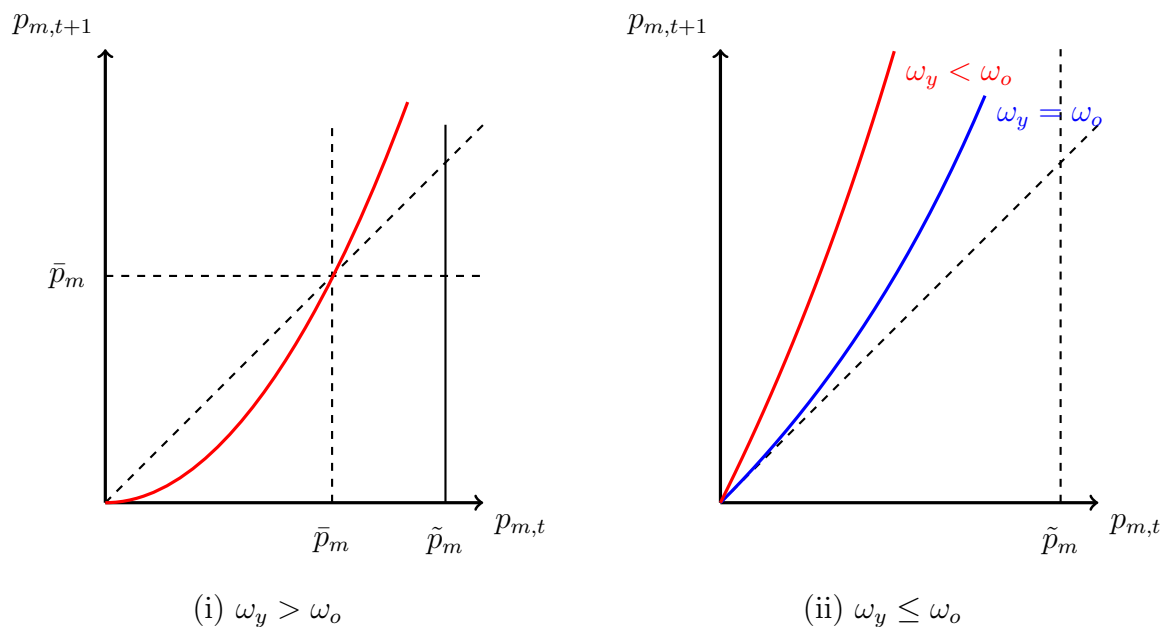 p_{m,t+1}
p̄_m
p̄_m
p̃_m
p_{m,t}
(i) ω_y > ω_o
p_{m,t+1}
ω_y < ω_o
ω_y = ω_o
p̃_m
p_{m,t}
(ii) ω_y ≤ ω_o